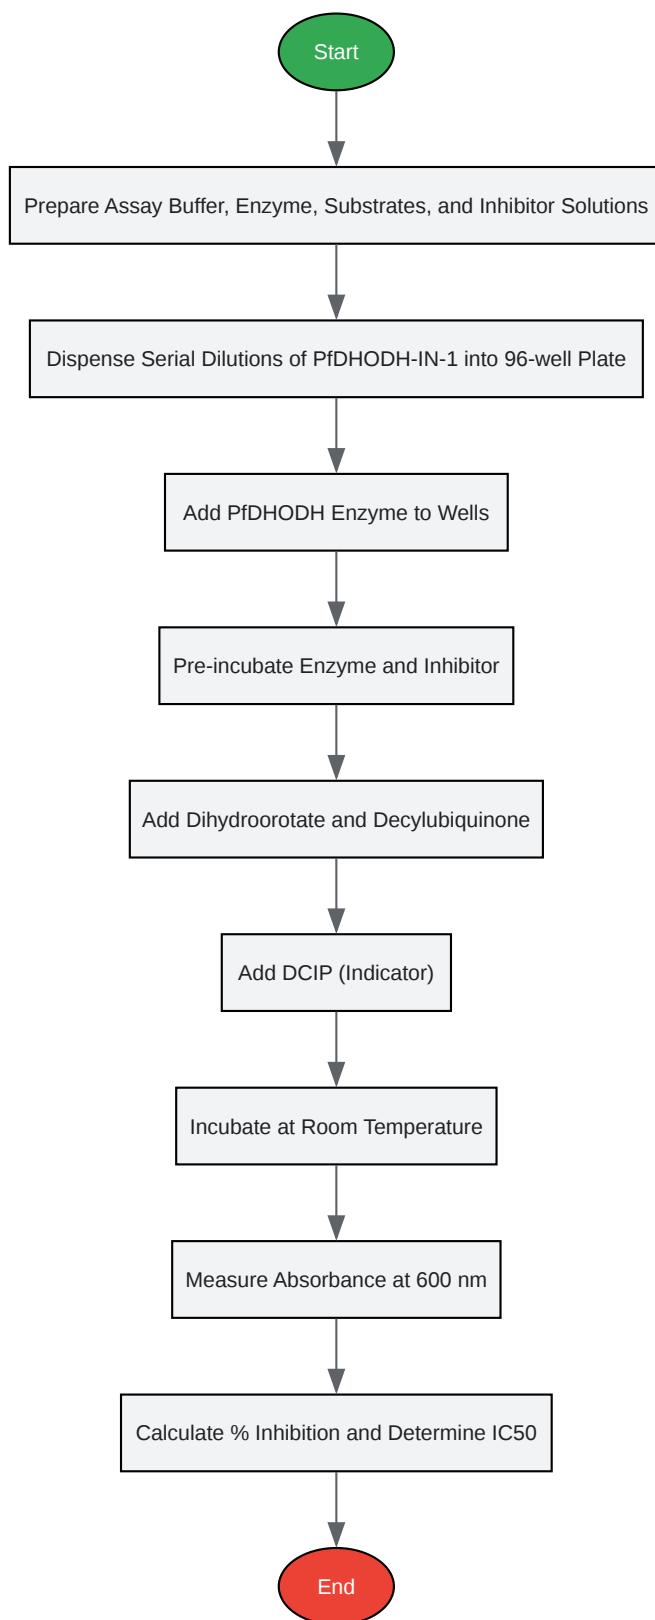 Start
Prepare Assay Buffer, Enzyme, Substrates, and Inhibitor Solutions
Dispense Serial Dilutions of PfDHODH-IN-1 into 96-well Plate
Add PfDHODH Enzyme to Wells
Pre-incubate Enzyme and Inhibitor
Add Dihydroorotate and Decylubiquinone
Add DCIP (Indicator)
Incubate at Room Temperature
Measure Absorbance at 600 nm
Calculate % Inhibition and Determine IC50
End